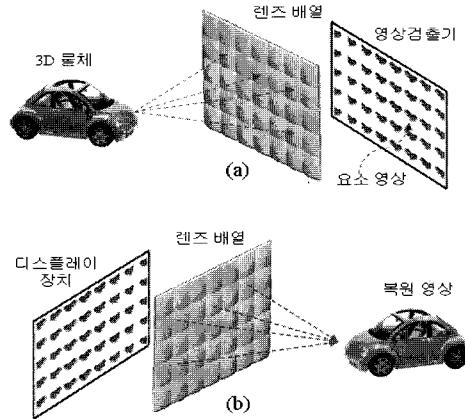 렌즈 배열
영상검출기
3D 물체
(a)
요소 영상
렌즈 배열
디스플레이
장치
복원 영상
(b)